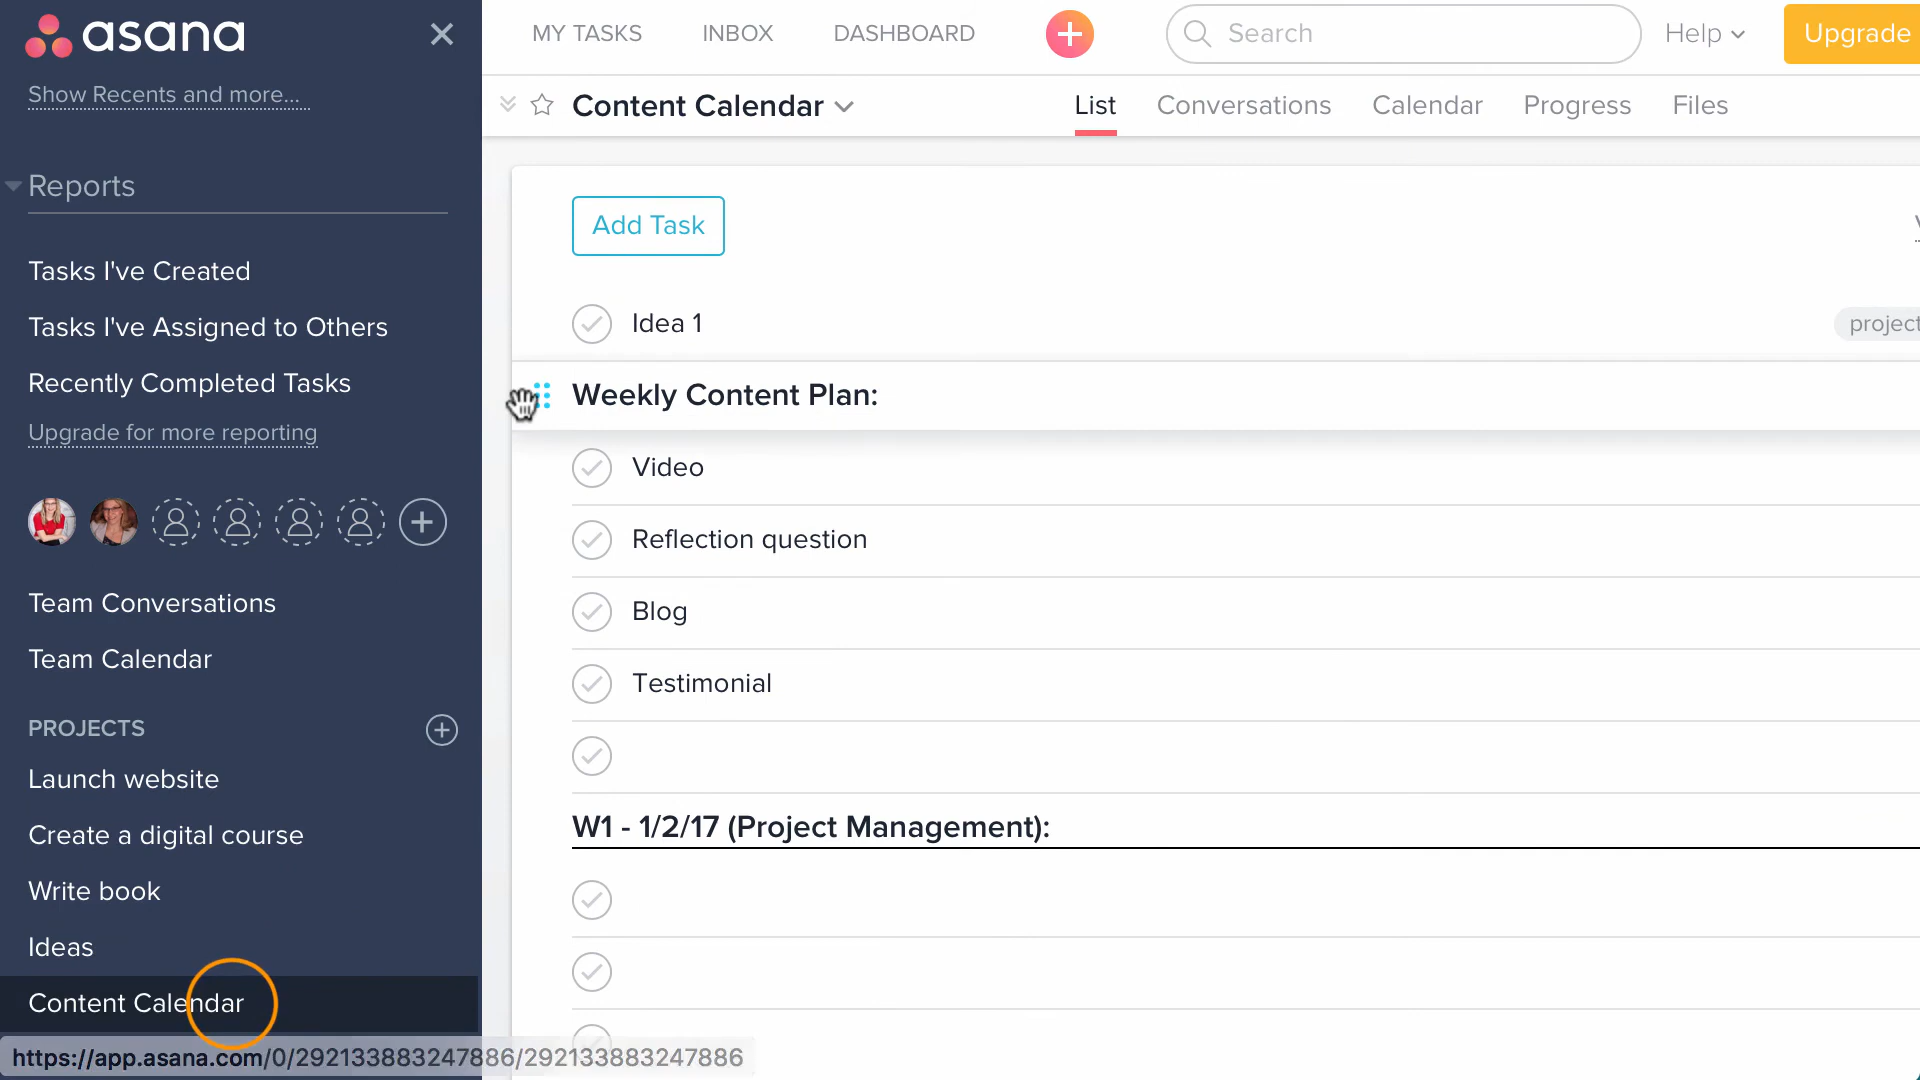 asana
Show Recents and more...
Reports
Tasks I've Created
Tasks I've Assigned to Others
Recently Completed Tasks
Upgrade for more reporting
Team Conversations
Team Calendar
PROJECTS
Launch website
Create a digital course
Write book
Ideas
Content Calendar
https://app.asana.com/0/292133883247886/292133883247886
MY TASKS INBOX DASHBOARD Search Help Upgrade
Content Calendar List Conversations Calendar Progress Files
Add Task
Idea 1 project
Weekly Content Plan:
Video
Reflection question
Blog
Testimonial
W1 - 1/2/17 (Project Management):